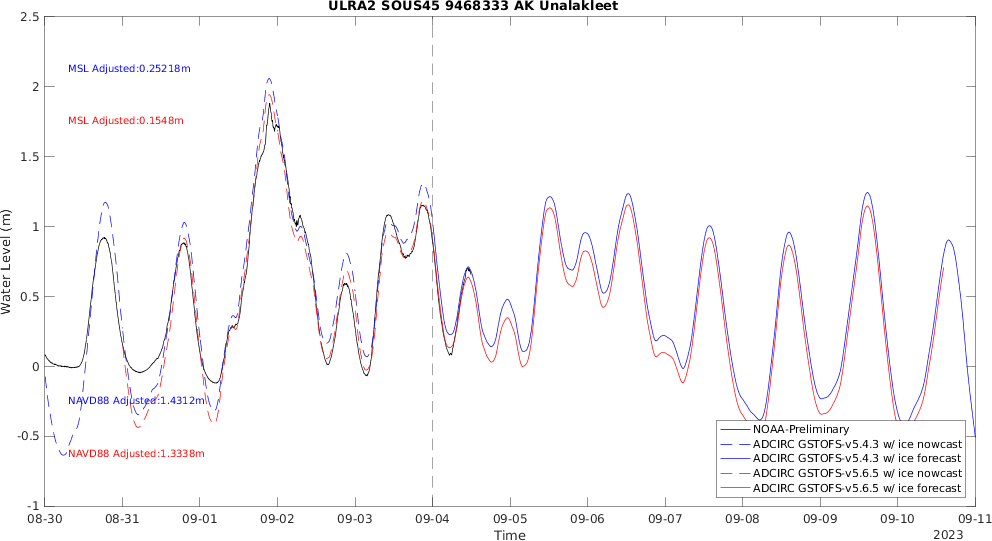 ULRA2 SOUS45 9468333 AK Unalakleet
2.5
2
1.5
1
0.5
0
-0.5
-1
Water Level (m)
MSL Adjusted:0.25218m
MSL Adjusted:0.1548m
NAVD88 Adjusted:1.4312m
NAVD88 Adjusted:1.3338m
NOAA-Preliminary
ADCIRC GSTOFS-v5.4.3 w/ ice nowcast
ADCIRC GSTOFS-v5.4.3 w/ ice forecast
ADCIRC GSTOFS-v5.6.5 w/ ice nowcast
ADCIRC GSTOFS-v5.6.5 w/ ice forecast
08-30 08-31 09-01 09-02 09-03 09-04 09-05 09-06 09-07 09-08 09-09 09-10 09-11
Time
2023